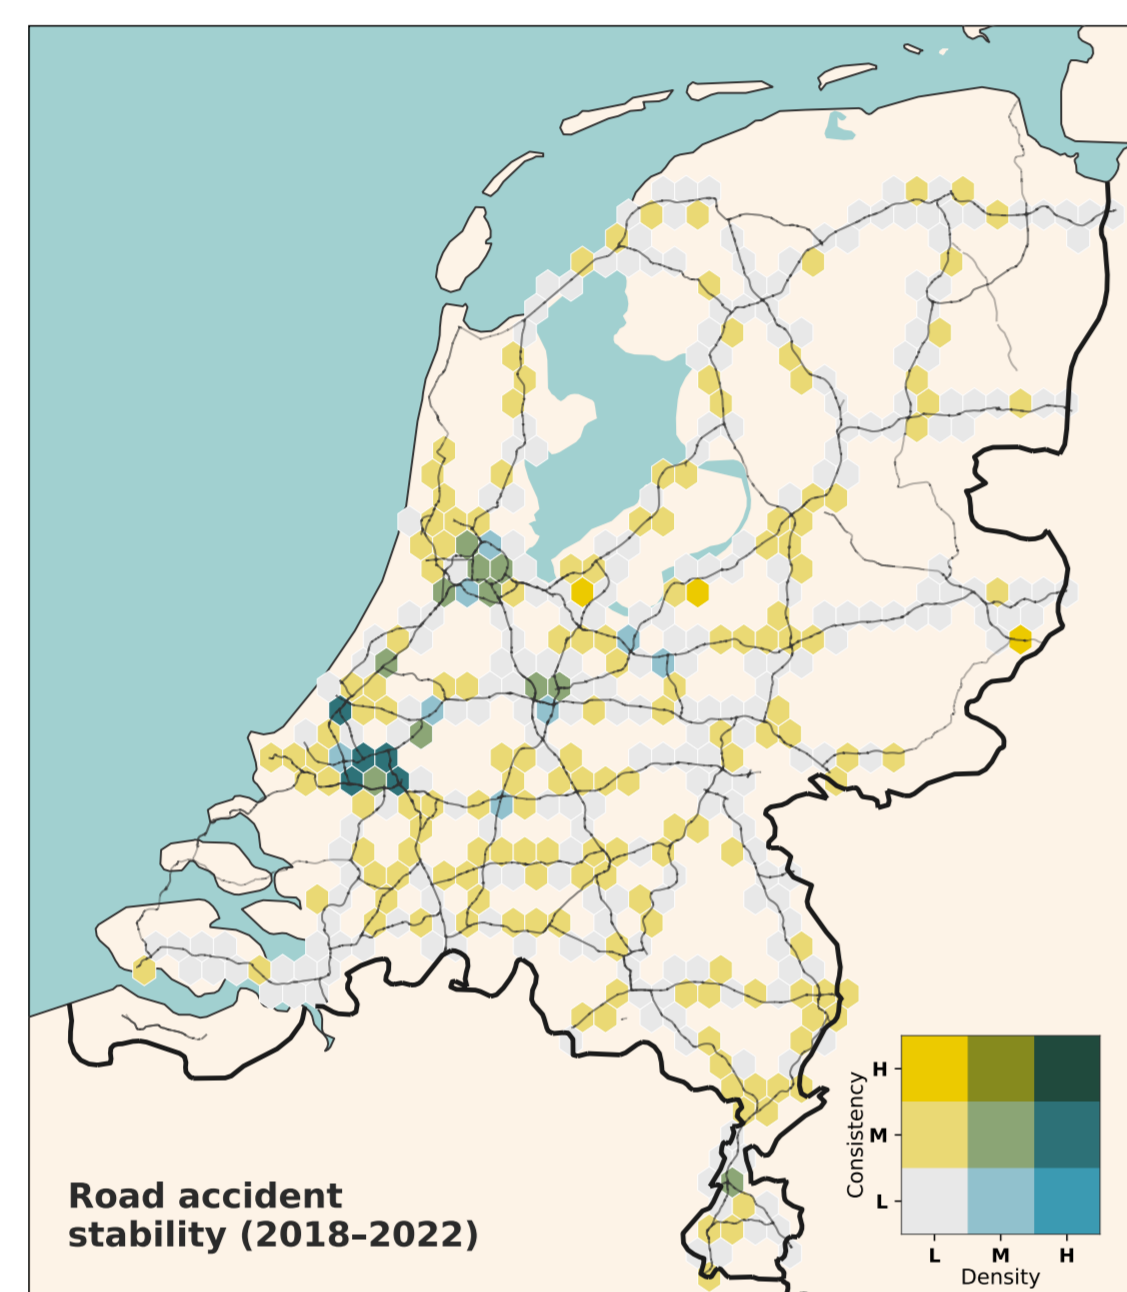 Road accident
stability (2018–2022)
Consistency
H
M
L
L M H
Density